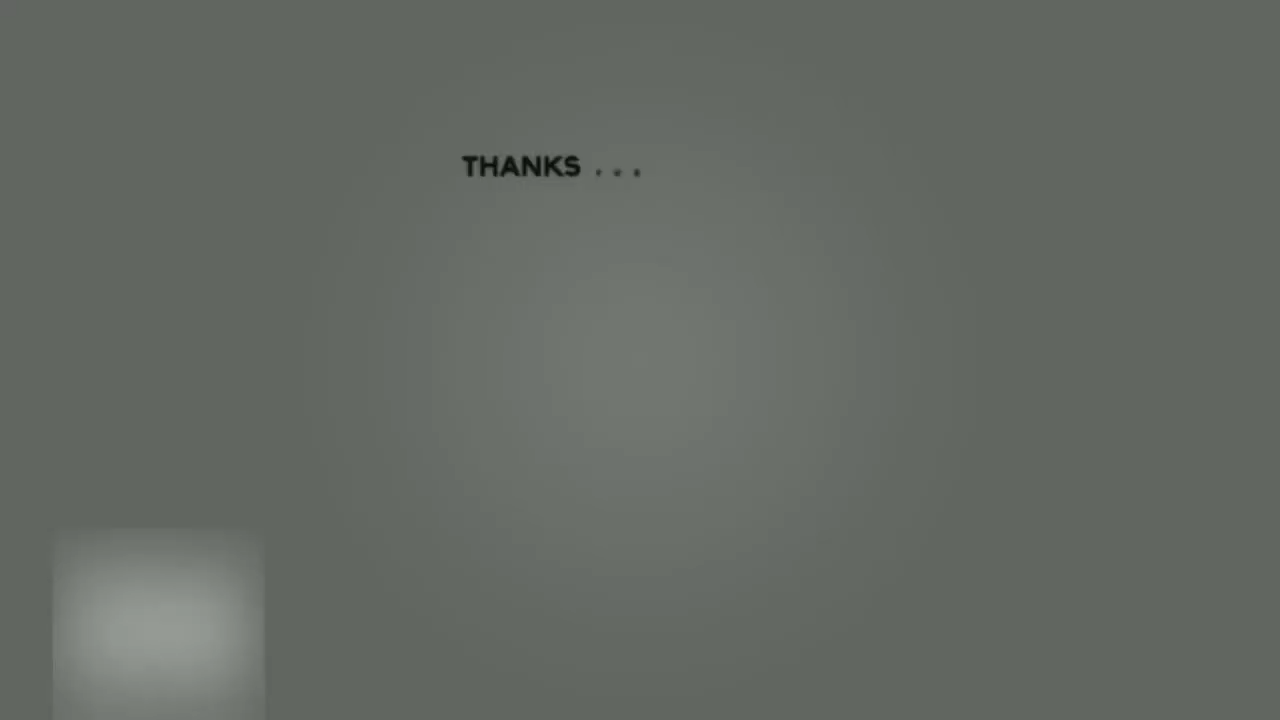 THANKS . . .